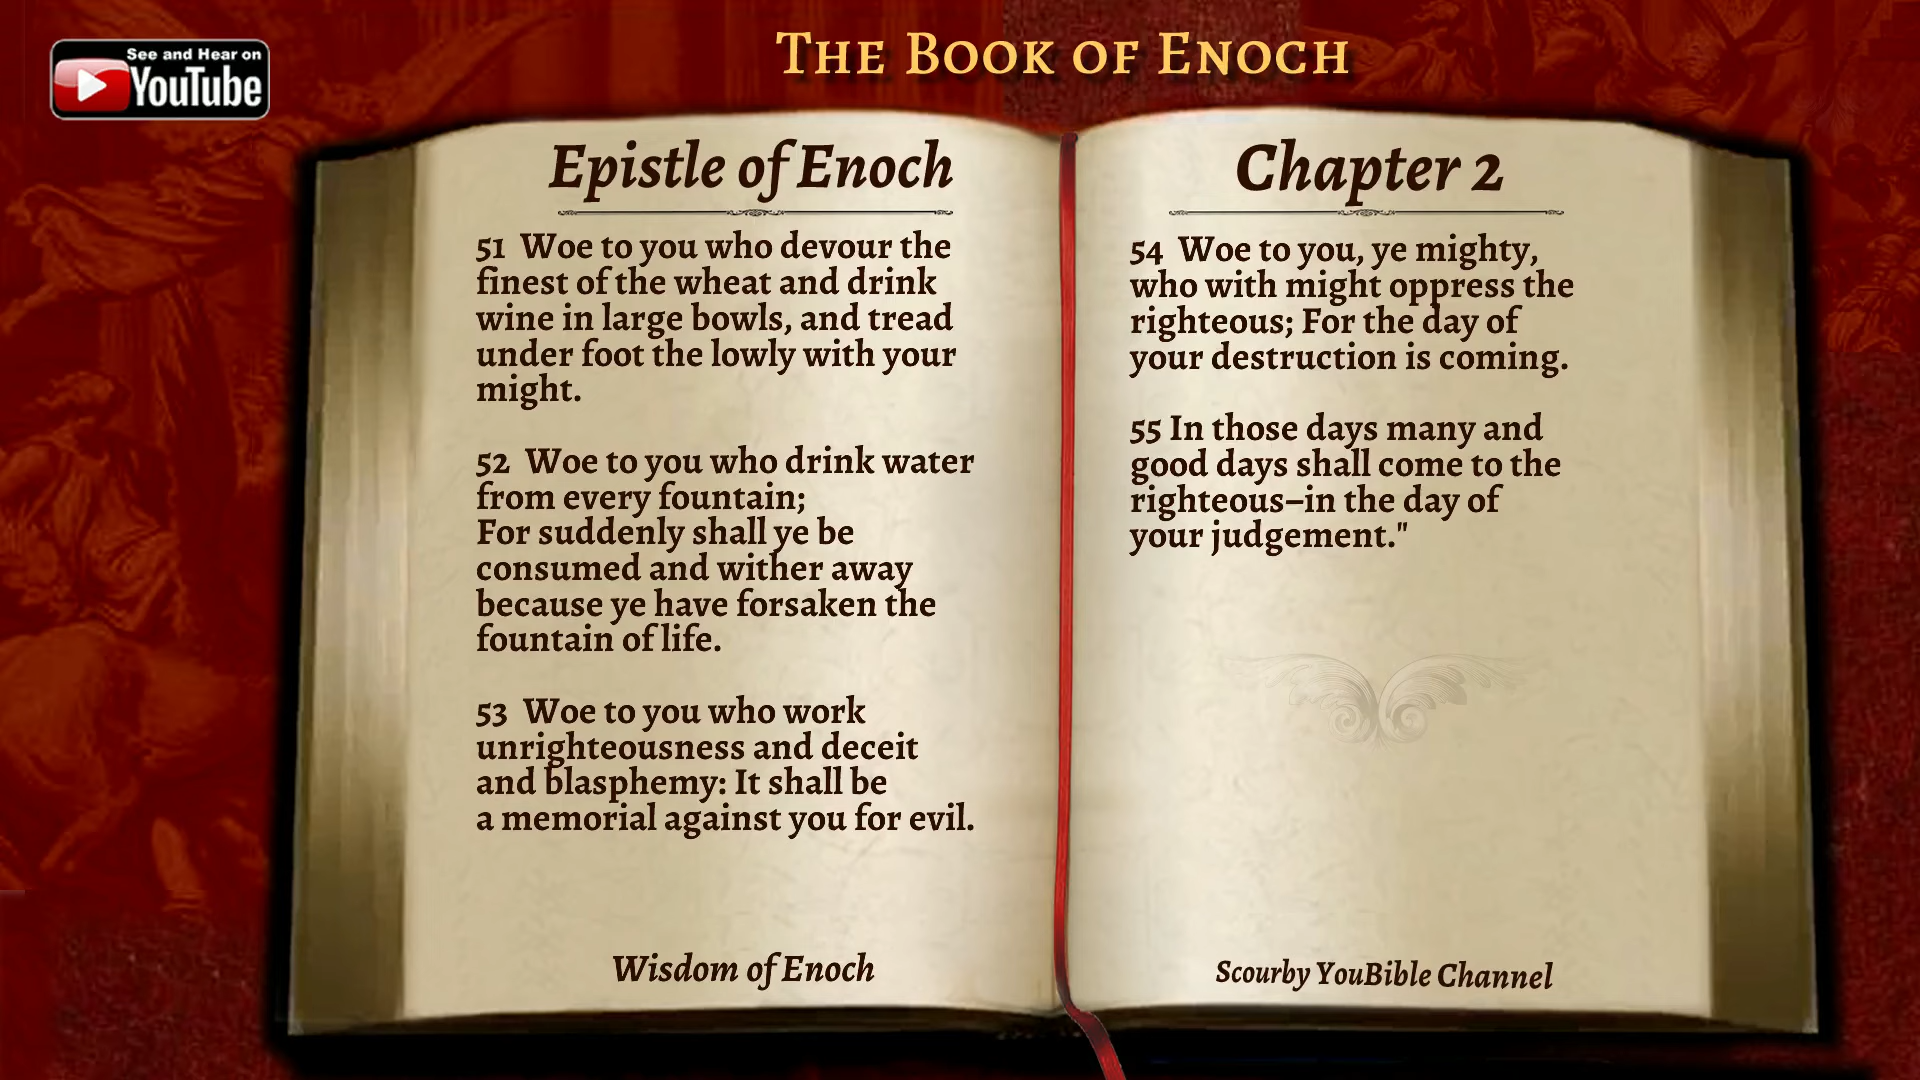 See and Hear on
YouTube
The Book of Enoch
Epistle of Enoch
51 Woe to you who devour the
finest of the wheat and drink
wine in large bowls, and tread
under foot the lowly with your
might.
52 Woe to you who drink water
from every fountain;
For suddenly shall ye be
consumed and wither away
because ye have forsaken the
fountain of life.
53 Woe to you who work
unrighteousness and deceit
and blasphemy: It shall be
a memorial against you for evil.
Wisdom of Enoch
Chapter 2
54 Woe to you, ye mighty,
who with might oppress the
righteous; For the day of
your destruction is coming.
55 In those days many and
good days shall come to the
righteous–in the day of
your judgement."
Scourby YouBible Channel